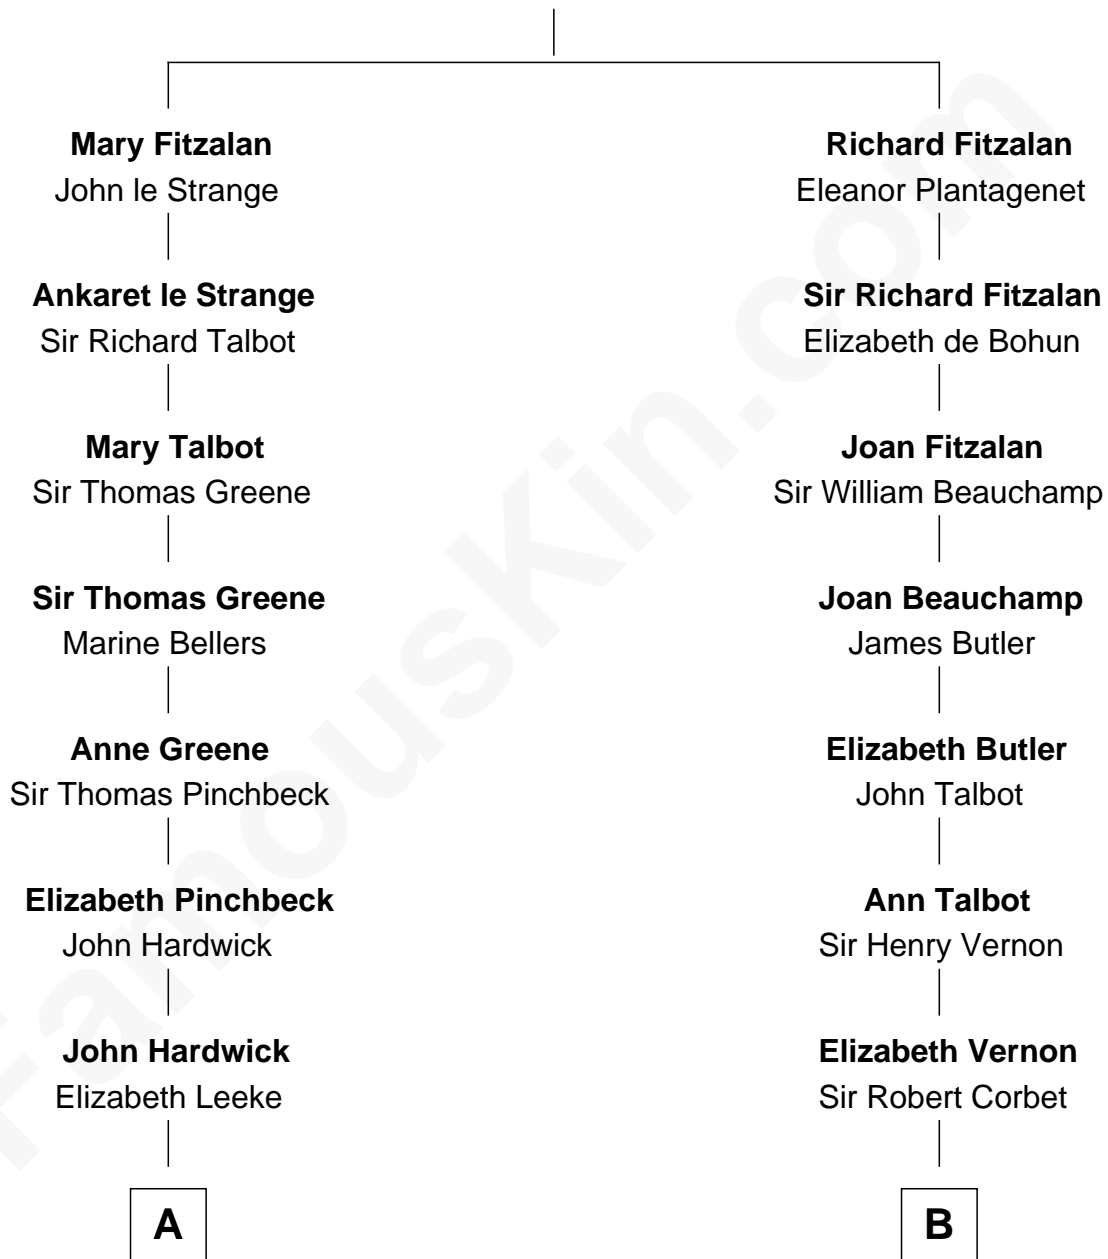 Mary Fitzalan
John le Strange
Ankaret le Strange
Sir Richard Talbot
Mary Talbot
Sir Thomas Greene
Sir Thomas Greene
Marine Bellers
Anne Greene
Sir Thomas Pinchbeck
Elizabeth Pinchbeck
John Hardwick
John Hardwick
Elizabeth Leeke
A
Richard Fitzalan
Eleanor Plantagenet
Sir Richard Fitzalan
Elizabeth de Bohun
Joan Fitzalan
Sir William Beauchamp
Joan Beauchamp
James Butler
Elizabeth Butler
John Talbot
Ann Talbot
Sir Henry Vernon
Elizabeth Vernon
Sir Robert Corbet
B
FamousKin.com